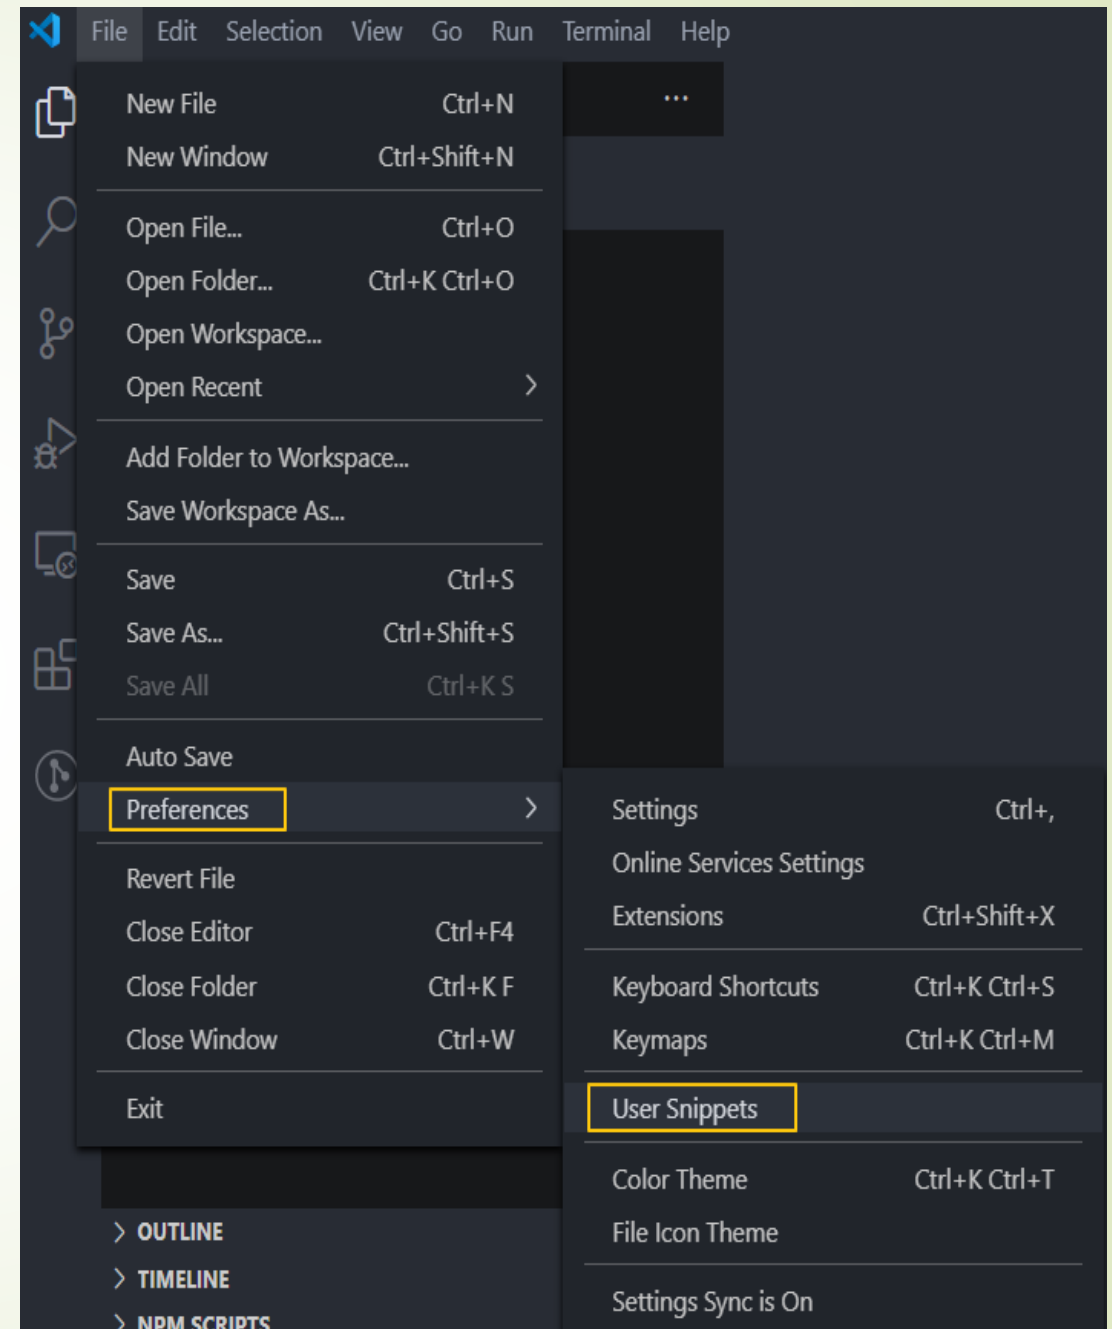 File Edit Selection View Go Run Terminal Help
New File Ctrl+N
New Window Ctrl+Shift+N
Open File... Ctrl+O
Open Folder... Ctrl+K Ctrl+O
Open Workspace...
Open Recent
Add Folder to Workspace...
Save Workspace As...
Save Ctrl+S
Save As... Ctrl+Shift+S
Save All Ctrl+K S
Auto Save
Preferences
Revert File
Close Editor Ctrl+F4
Close Folder Ctrl+K F
Close Window Ctrl+W
Exit
Settings Ctrl+,
Online Services Settings
Extensions Ctrl+Shift+X
Keyboard Shortcuts Ctrl+K Ctrl+S
Keymaps Ctrl+K Ctrl+M
User Snippets
Color Theme Ctrl+K Ctrl+T
File Icon Theme
Settings Sync is On
OUTLINE
TIMELINE
NPM SCRIPTS